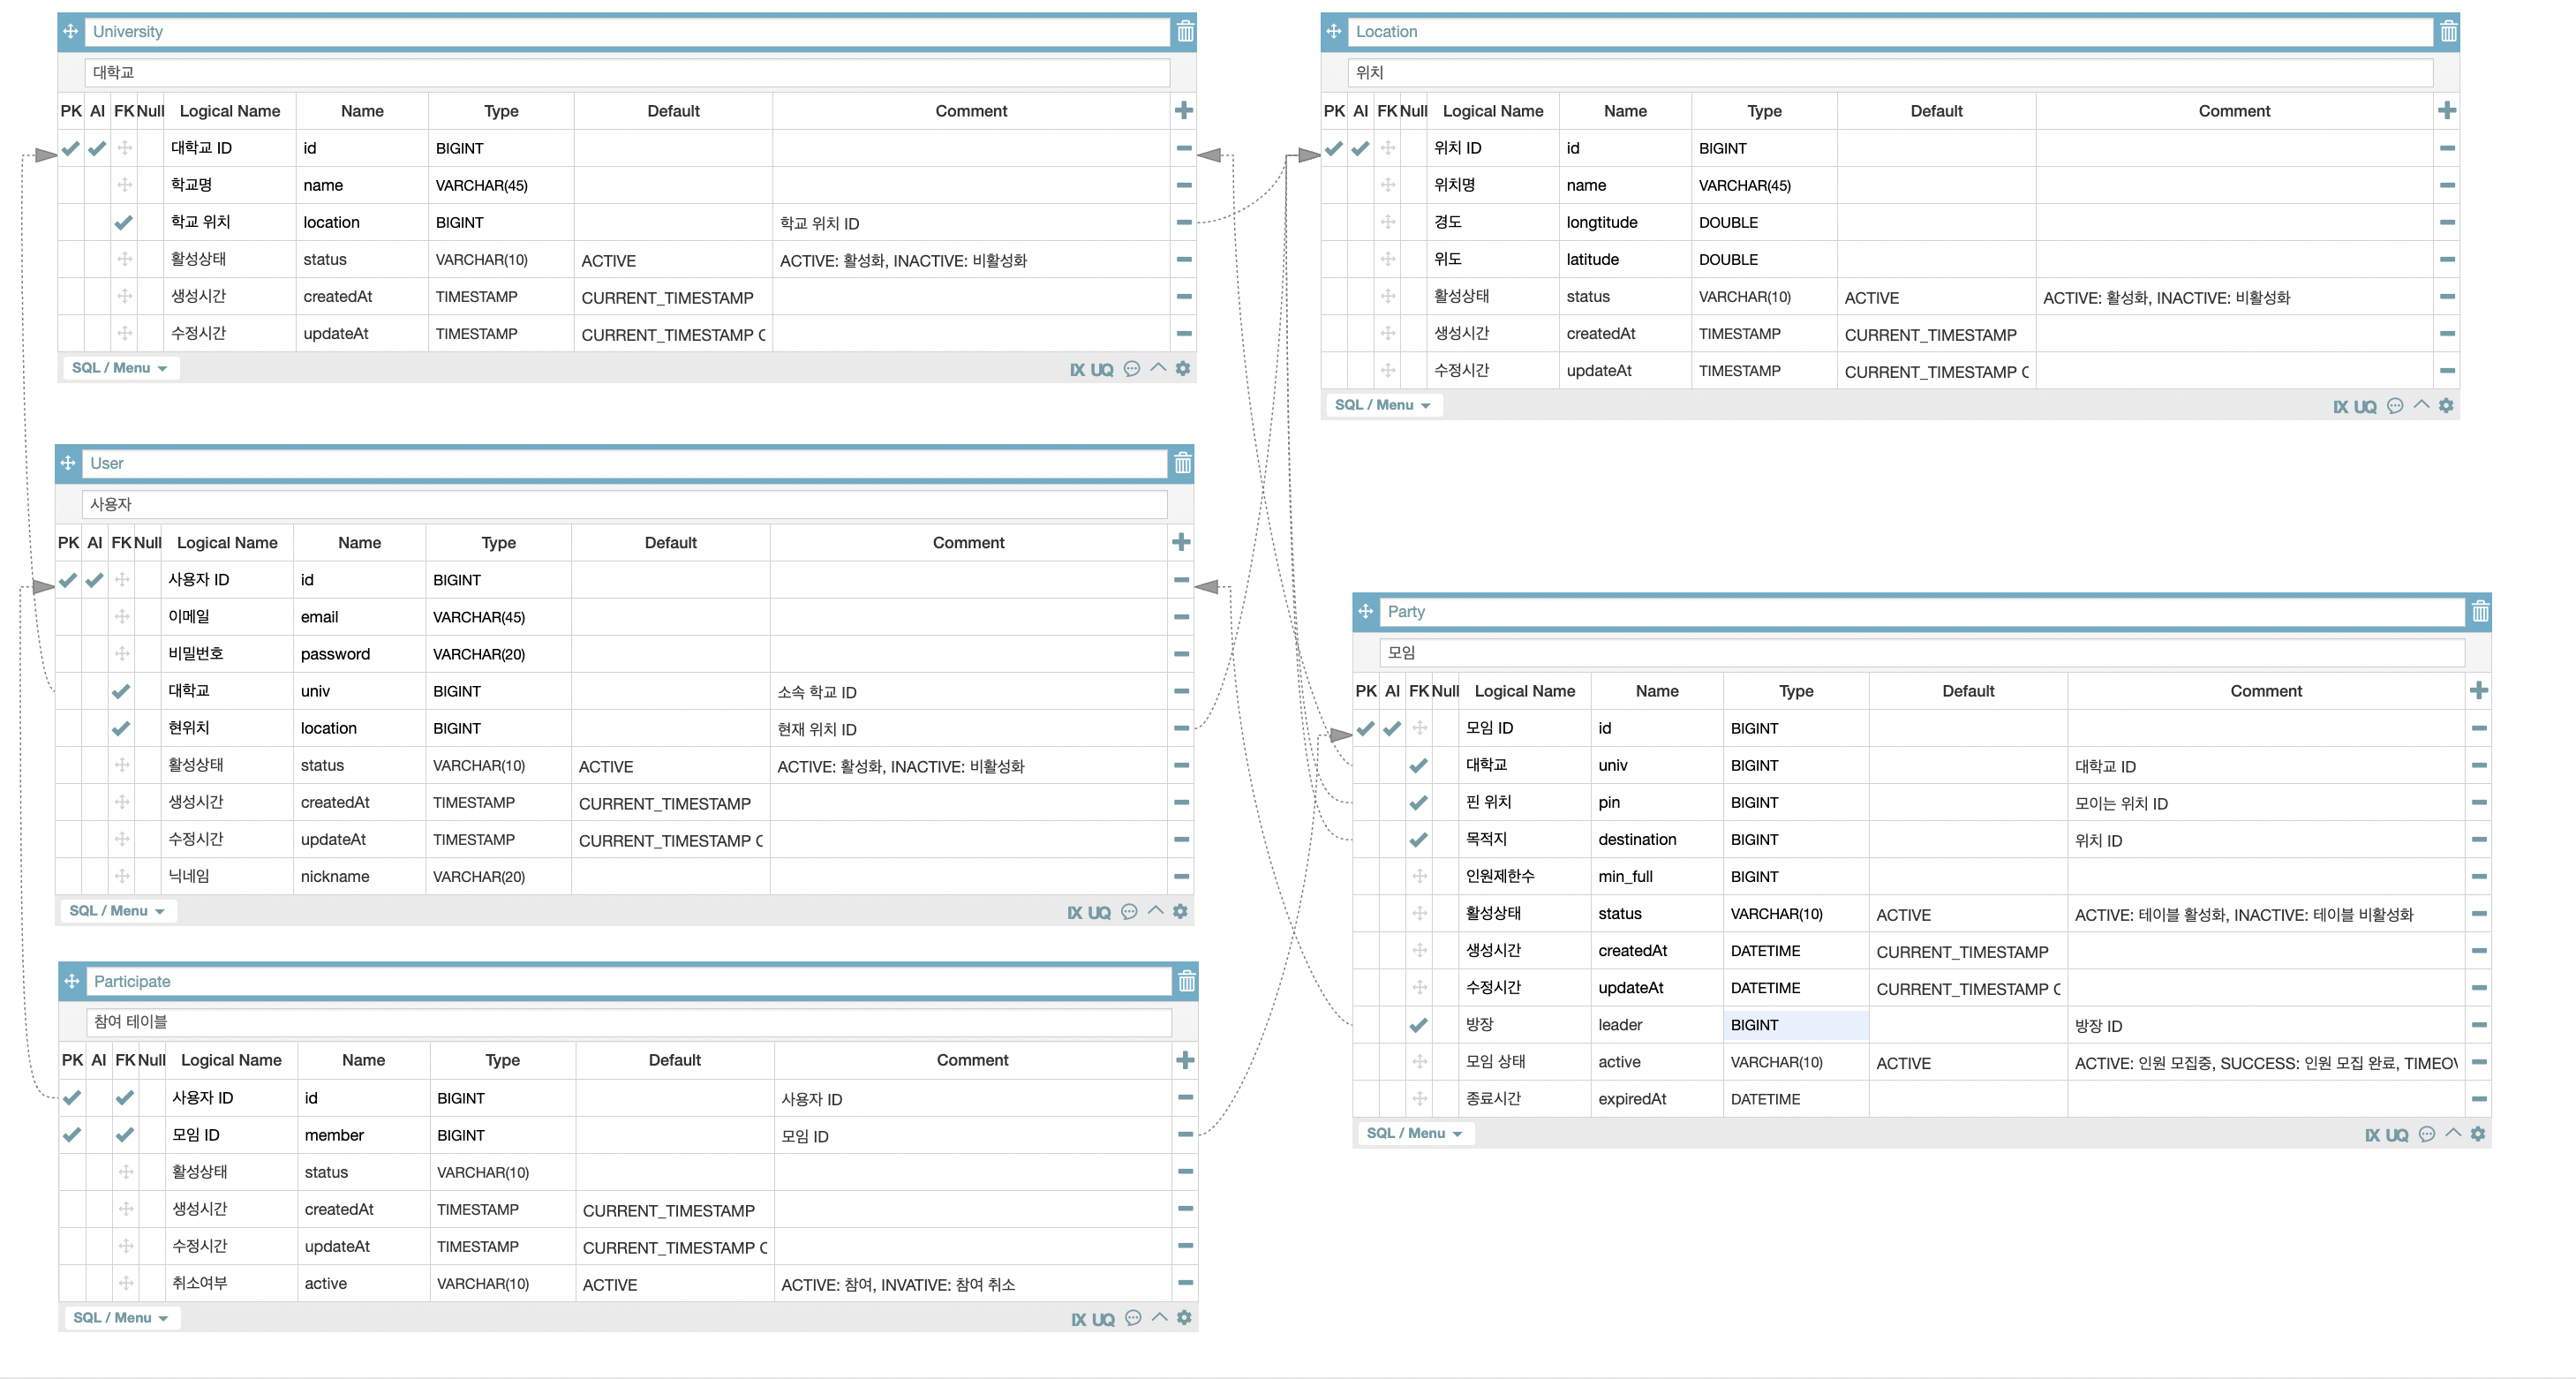 University
대학교
PK AI FK Null Logical Name Name Type Default Comment
대학교 ID id BIGINT
학교명 name VARCHAR(45)
학교 위치 location BIGINT 학교 위치 ID
활성상태 status VARCHAR(10) ACTIVE ACTIVE: 활성화, INACTIVE: 비활성화
생성시간 createdAt TIMESTAMP CURRENT_TIMESTAMP
수정시간 updateAt TIMESTAMP CURRENT_TIMESTAMP C
SQL / Menu IX UQ
Location
위치
PK AI FK Null Logical Name Name Type Default Comment
위치 ID id BIGINT
위치명 name VARCHAR(45)
경도 longtitude DOUBLE
위도 latitude DOUBLE
활성상태 status VARCHAR(10) ACTIVE ACTIVE: 활성화, INACTIVE: 비활성화
생성시간 createdAt TIMESTAMP CURRENT_TIMESTAMP
수정시간 updateAt TIMESTAMP CURRENT_TIMESTAMP C
SQL / Menu IX UQ
User
사용자
PK AI FK Null Logical Name Name Type Default Comment
사용자 ID id BIGINT
이메일 email VARCHAR(45)
비밀번호 password VARCHAR(20)
대학교 univ BIGINT 소속 학교 ID
현위치 location BIGINT 현재 위치 ID
활성상태 status VARCHAR(10) ACTIVE ACTIVE: 활성화, INACTIVE: 비활성화
생성시간 createdAt TIMESTAMP CURRENT_TIMESTAMP
수정시간 updateAt TIMESTAMP CURRENT_TIMESTAMP C
닉네임 nickname VARCHAR(20)
SQL / Menu IX UQ
Party
모임
PK AI FK Null Logical Name Name Type Default Comment
모임 ID id BIGINT
대학교 univ BIGINT 대학교 ID
핀 위치 pin BIGINT 모이는 위치 ID
목적지 destination BIGINT 위치 ID
인원제한수 min_full BIGINT
활성상태 status VARCHAR(10) ACTIVE ACTIVE: 테이블 활성화, INACTIVE: 테이블 비활성화
생성시간 createdAt DATETIME CURRENT_TIMESTAMP
수정시간 updateAt DATETIME CURRENT_TIMESTAMP C
방장 leader BIGINT 방장 ID
모임 상태 active VARCHAR(10) ACTIVE ACTIVE: 인원 모집중, SUCCESS: 인원 모집 완료, TIMEOV
종료시간 expiredAt DATETIME
SQL / Menu IX UQ
Participate
참여 테이블
PK AI FK Null Logical Name Name Type Default Comment
사용자 ID id BIGINT 사용자 ID
모임 ID member BIGINT 모임 ID
활성상태 status VARCHAR(10)
생성시간 createdAt TIMESTAMP CURRENT_TIMESTAMP
수정시간 updateAt TIMESTAMP CURRENT_TIMESTAMP C
취소여부 active VARCHAR(10) ACTIVE ACTIVE: 참여, INVATIVE: 참여 취소
SQL / Menu IX UQ